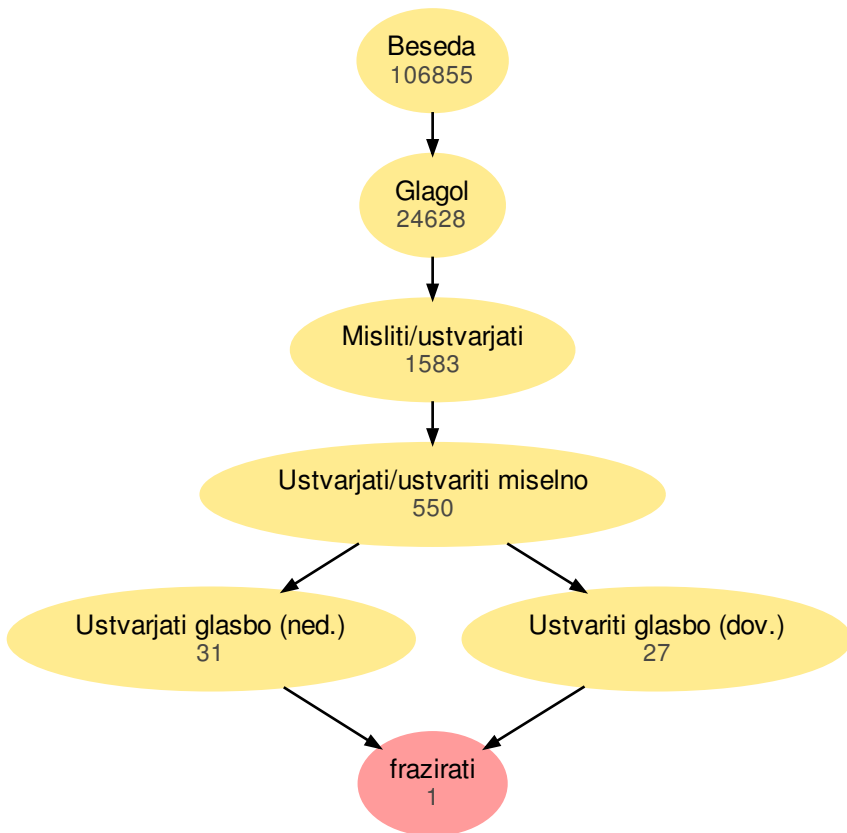 Beseda
106855
Glagol
24628
Misliti/ustvarjati
1583
Ustvarjati/ustvariti miselno
550
Ustvarjati glasbo (ned.)
31
Ustvariti glasbo (dov.)
27
frazirati
1